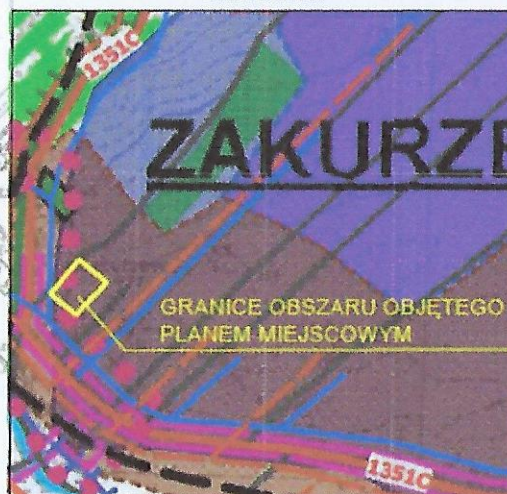 1351C
ZAKURZE
GRANICE OBSZARU OBJĘTEGO
PLANEM MIEJSCOWYM
1351C